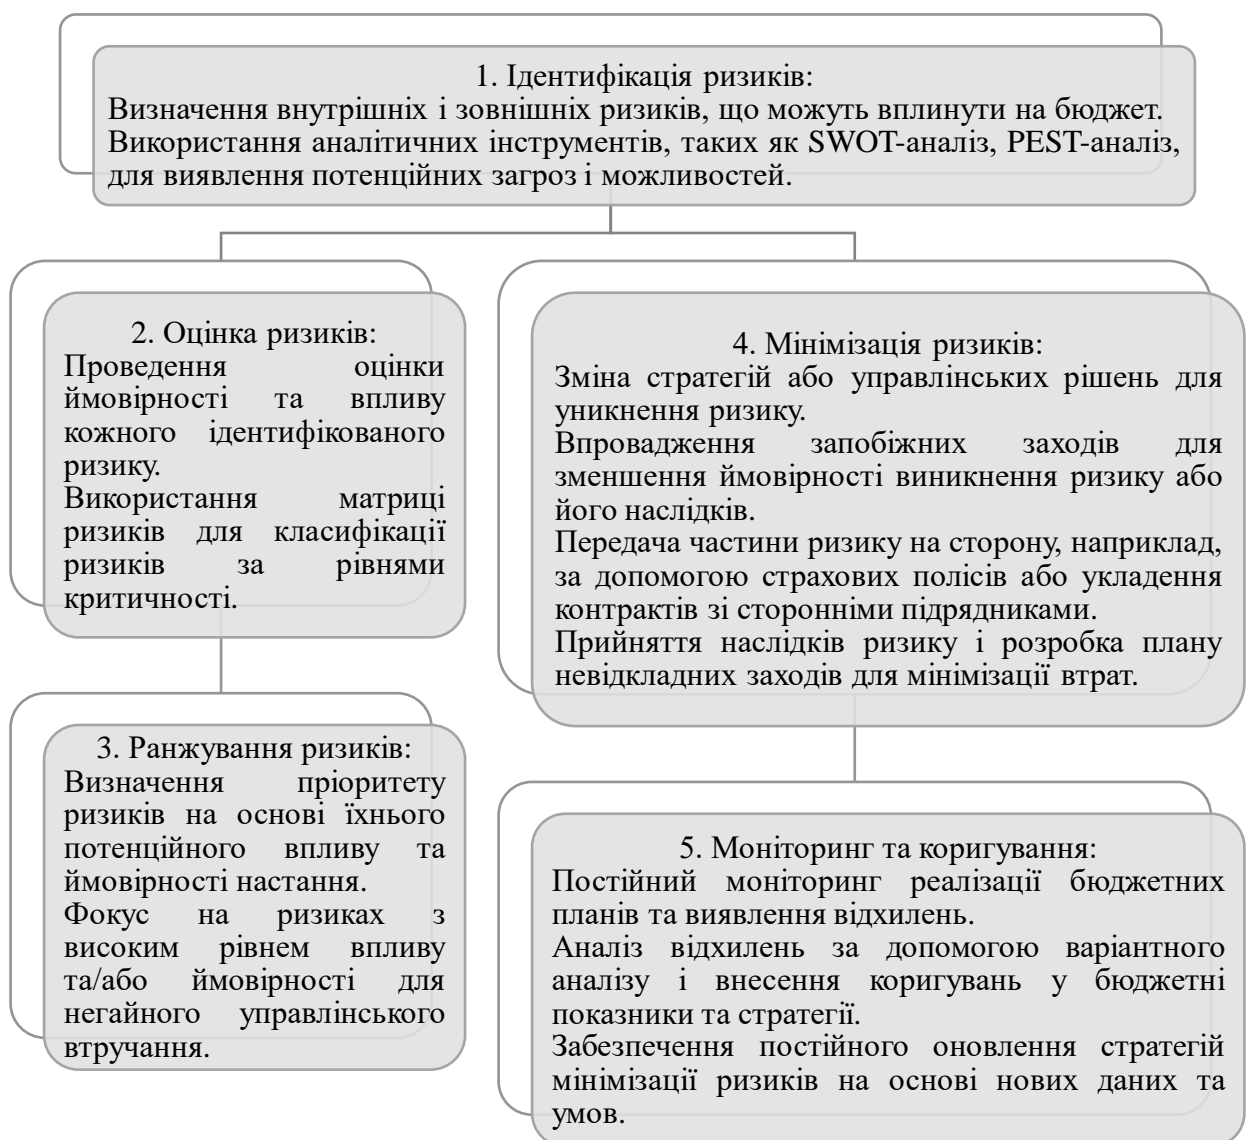 1. Ідентифікація ризиків:
Визначення внутрішніх і зовнішніх ризиків, що можуть вплинути на бюджет.
Використання аналітичних інструментів, таких як SWOT-аналіз, PEST-аналіз,
для виявлення потенційних загроз і можливостей.
2. Оцінка ризиків:
Проведення оцінки
ймовірності та впливу
кожного ідентифікованого
ризику.
Використання матриці
ризиків для класифікації
ризиків за рівнями
критичності.
3. Ранжування ризиків:
Визначення пріоритету
ризиків на основі їхнього
потенційного впливу та
ймовірності настання.
Фокус на ризиках з
високим рівнем впливу
та/або ймовірності для
негайного управлінського
втручання.
4. Мінімізація ризиків:
Зміна стратегій або управлінських рішень для
уникнення ризику.
Впровадження запобіжних заходів для
зменшення ймовірності виникнення ризику або
його наслідків.
Передача частини ризику на сторону, наприклад,
за допомогою страхових полісів або укладення
контрактів зі сторонніми підрядниками.
Прийняття наслідків ризику і розробка плану
невідкладних заходів для мінімізації втрат.
5. Моніторинг та коригування:
Постійний моніторинг реалізації бюджетних
планів та виявлення відхилень.
Аналіз відхилень за допомогою варіантного
аналізу і внесення коригувань у бюджетні
показники та стратегії.
Забезпечення постійного оновлення стратегій
мінімізації ризиків на основі нових даних та
умов.